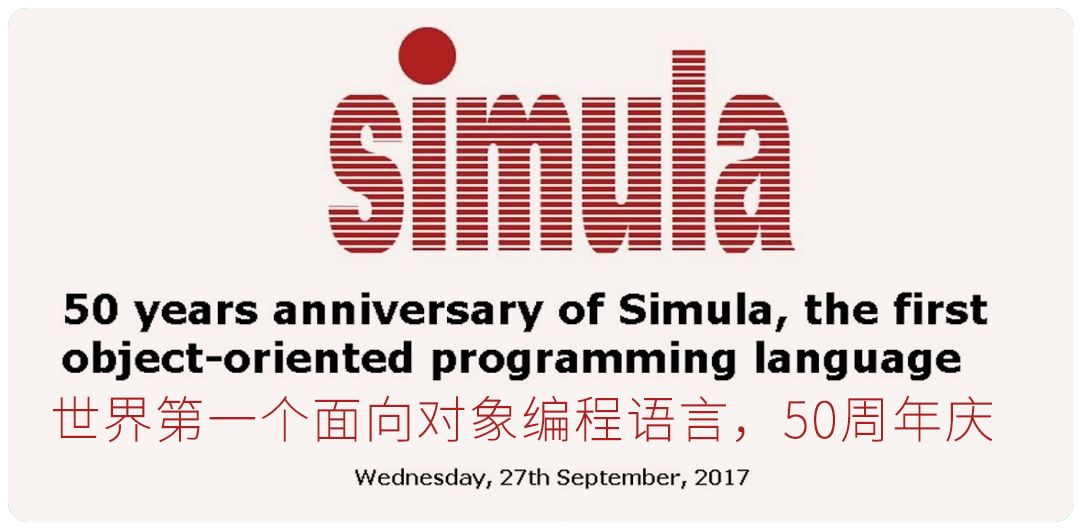 simula
50 years anniversary of Simula, the first
object-oriented programming language
世界第一个面向对象编程语言，50周年庆
Wednesday, 27th September, 2017